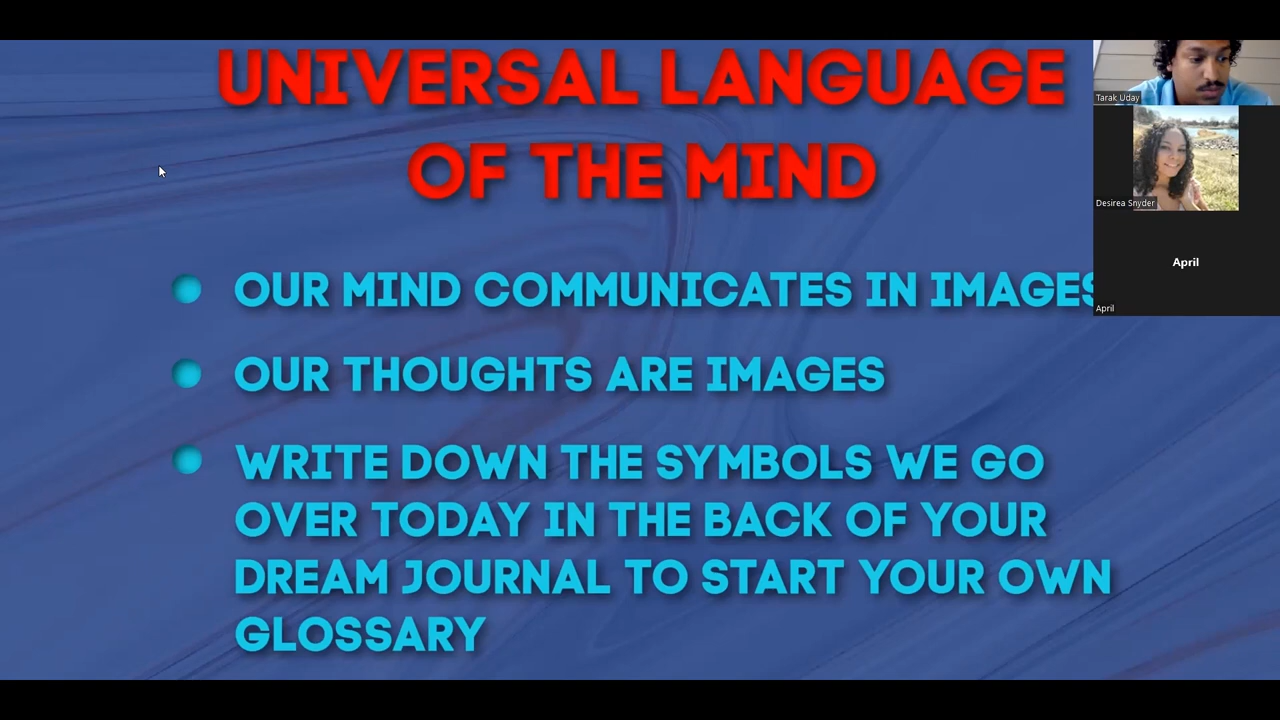 UNIVERSAL LANGUAGE
OF THE MIND
OUR MIND COMMUNICATES IN IMAGES
OUR THOUGHTS ARE IMAGES
WRITE DOWN THE SYMBOLS WE GO
OVER TODAY IN THE BACK OF YOUR
DREAM JOURNAL TO START YOUR OWN
GLOSSARY
Tarak Uday
Desirea Snyder
April
April